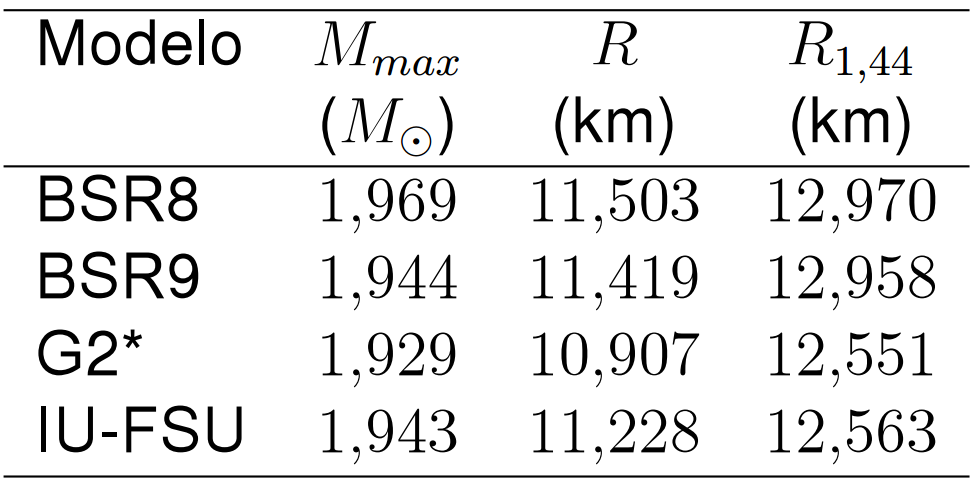 Modelo M_max R R_1,44
(M_⊙) (km) (km)
BSR8 1,969 11,503 12,970
BSR9 1,944 11,419 12,958
G2* 1,929 10,907 12,551
IU-FSU 1,943 11,228 12,563